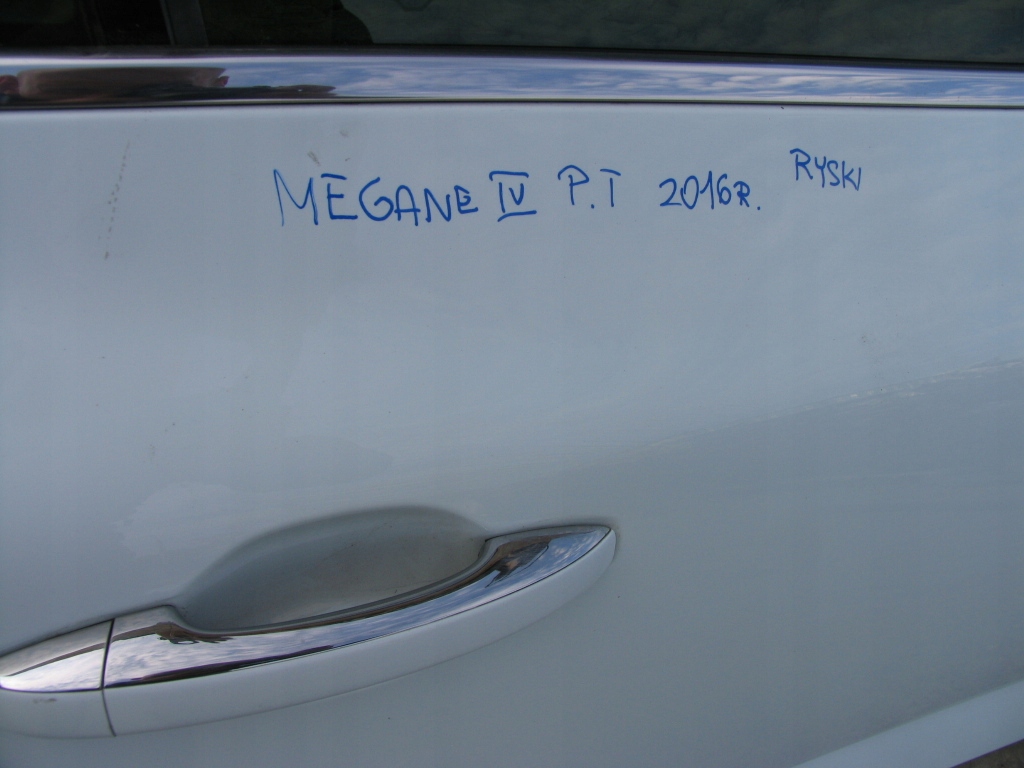 MEGANE IV P.T 2016R. RYSKI